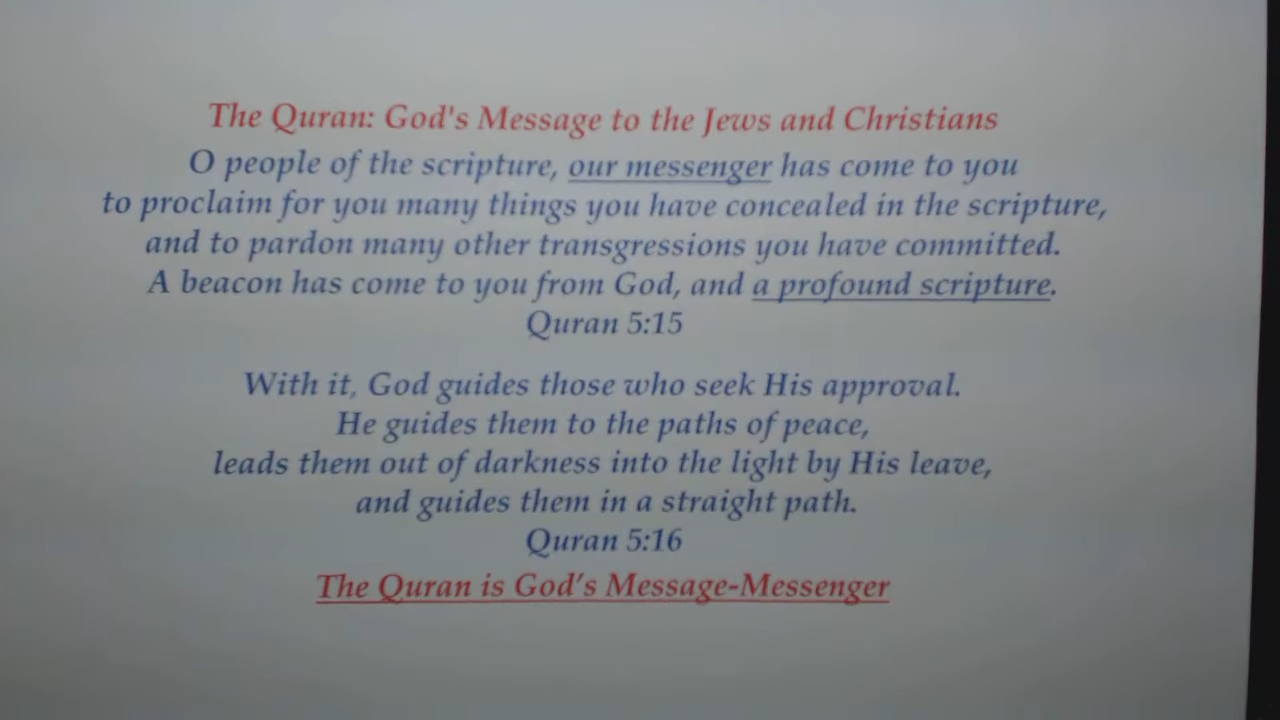 The Quran: God's Message to the Jews and Christians
O people of the scripture, our messenger has come to you
to proclaim for you many things you have concealed in the scripture,
and to pardon many other transgressions you have committed.
A beacon has come to you from God, and a profound scripture.
Quran 5:15
With it, God guides those who seek His approval.
He guides them to the paths of peace,
leads them out of darkness into the light by His leave,
and guides them in a straight path.
Quran 5:16
The Quran is God’s Message-Messenger